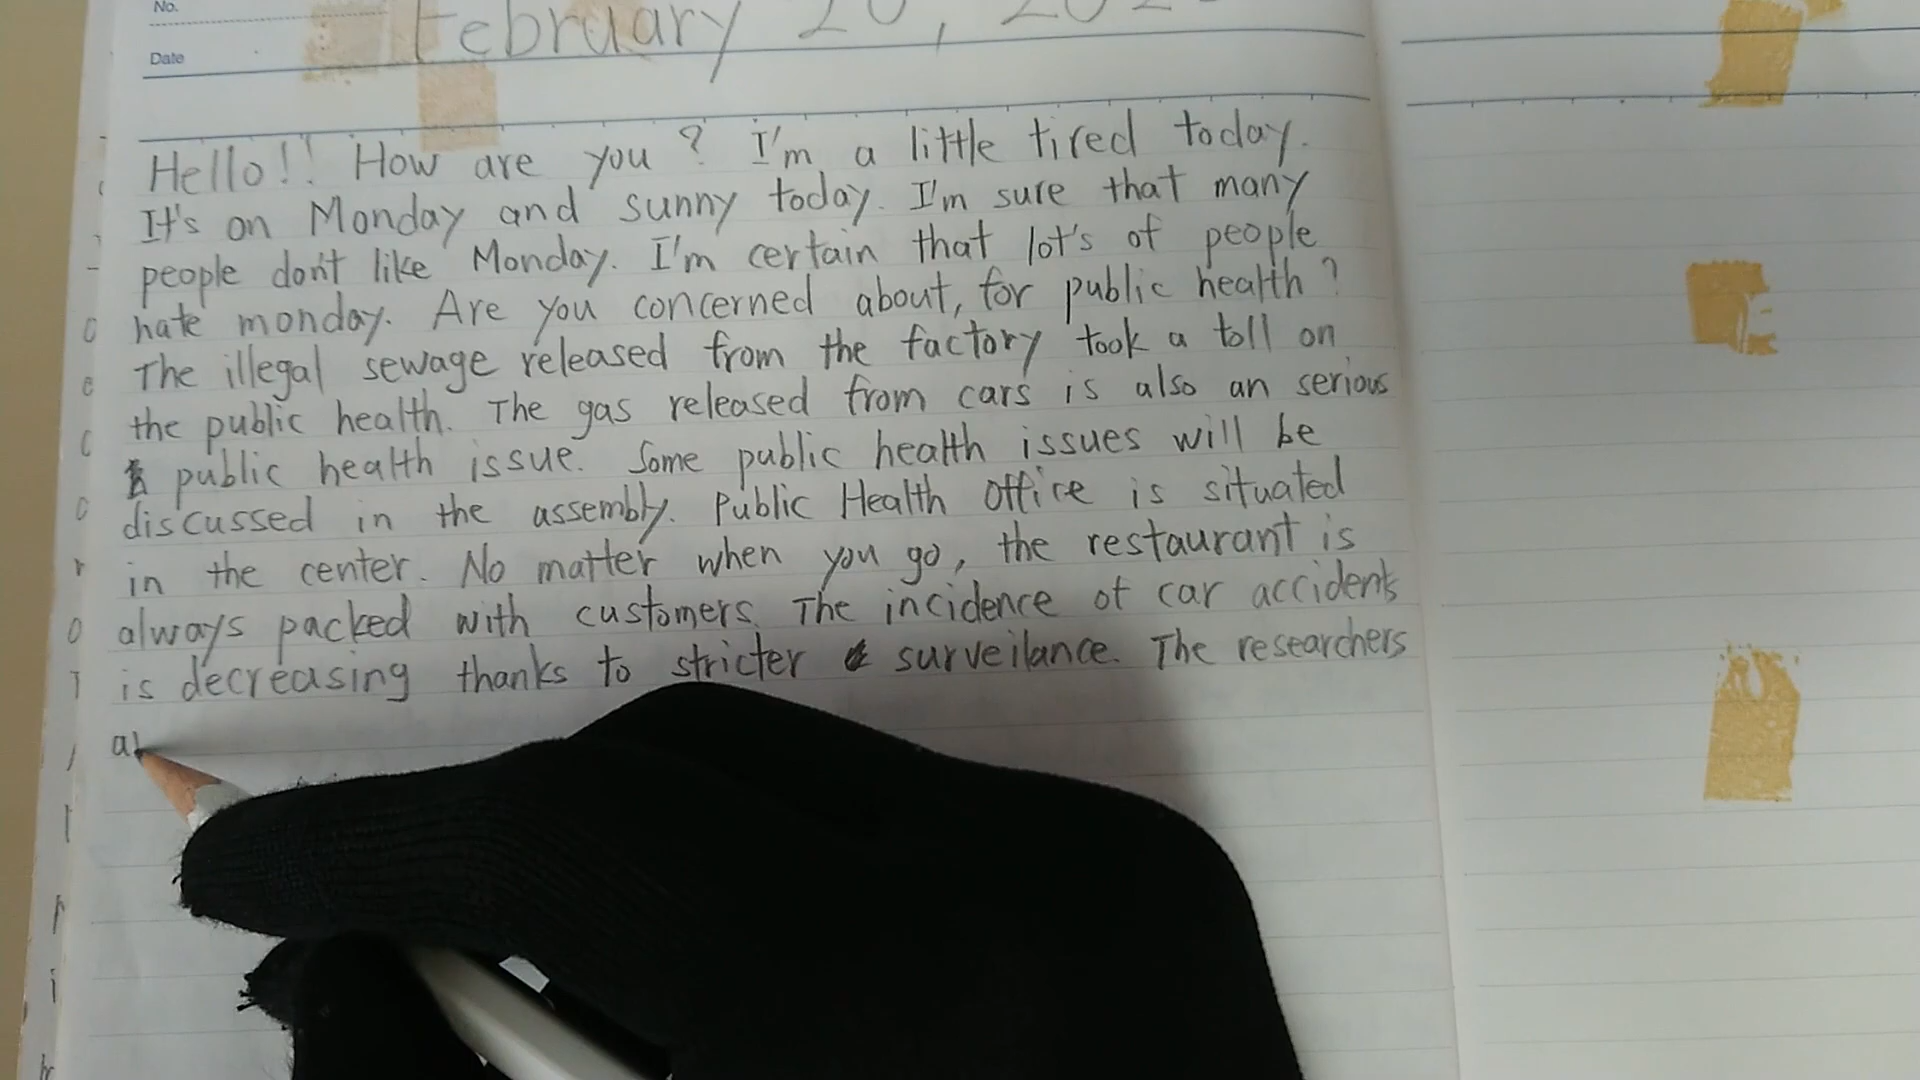 No.
February 20,
Date
Hello!! How are you? I'm a little tired today.
It's on Monday and sunny today. I'm sure that many
people don't like Monday. I'm certain that lot's of people
hate monday. Are you concerned about, for public health?
The illegal sewage released from the factory took a toll on
the public health. The gas released from cars is also an serious
public health issue. Some public health issues will be
discussed in the assembly. Public Health Office is situated
in the center. No matter when you go, the restaurant is
always packed with customers. The incidence of car accidents
is decreasing thanks to stricter surveilance. The researchers